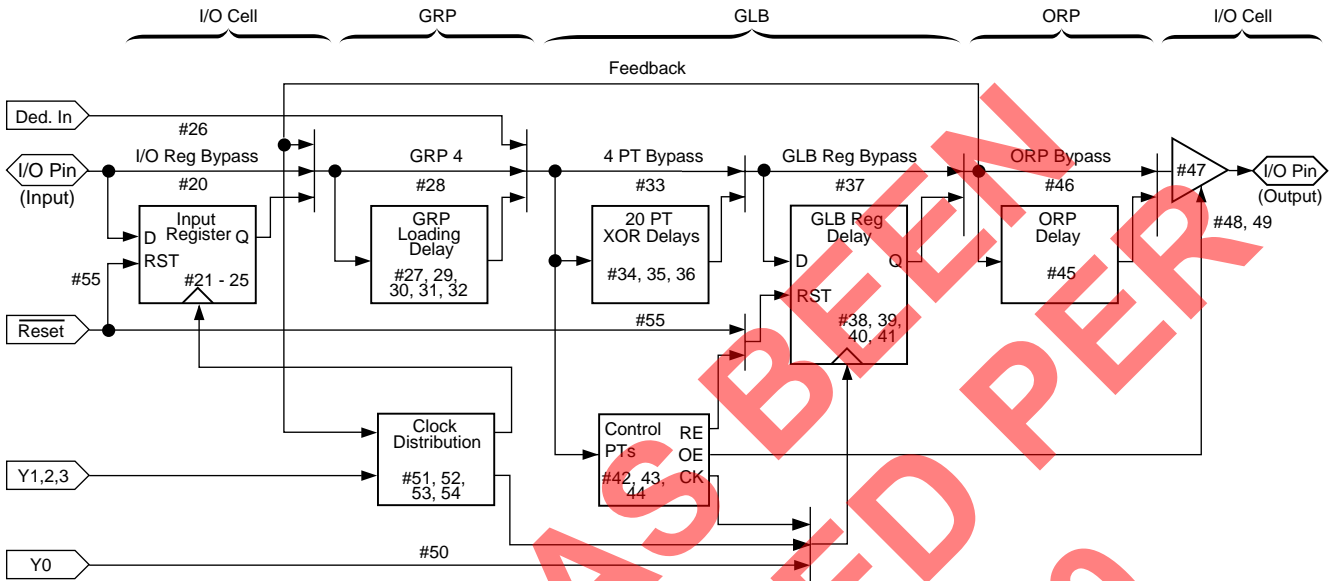 I/O Cell GRP GLB ORP I/O Cell
Feedback
Ded. In
#26
I/O Pin
(Input)
I/O Reg Bypass
#20
GRP 4
#28
4 PT Bypass
#33
GLB Reg Bypass
#37
ORP Bypass
#46
#47
I/O Pin
(Output)
#48, 49
Input
Register
D Q
RST
#21 - 25
#55
GRP
Loading
Delay
#27, 29,
30, 31, 32
20 PT
XOR Delays
#34, 35, 36
GLB Reg
Delay
D Q
RST
#38, 39,
40, 41
ORP
Delay
#45
Reset
#55
Clock
Distribution
#51, 52,
53, 54
Control
PTs
RE
OE
CK
#42, 43,
44
Y1,2,3
Y0
#50
AS BEEN
ED PER